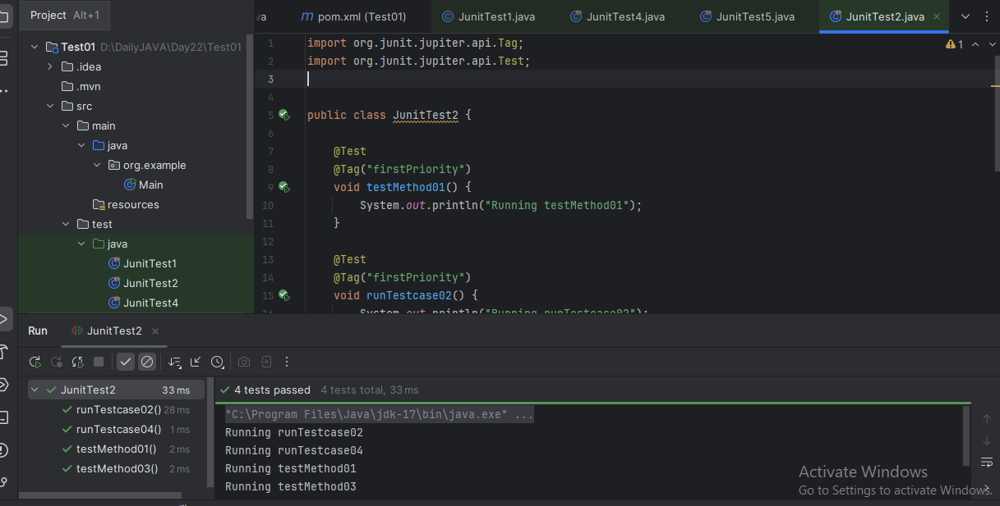 Project Alt+1
va
pom.xml (Test01)
JunitTest1.java
JunitTest4.java
JunitTest5.java
JunitTest2.java
Test01 D:\DailyJAVA\Day22\Test01
.idea
.mvn
src
main
java
org.example
Main
resources
test
java
JunitTest1
JunitTest2
JunitTest4
1 import org.junit.jupiter.api.Tag;
2 import org.junit.jupiter.api.Test;
3
4
5 public class JunitTest2 {
6
7 @Test
8 @Tag("firstPriority")
9 void testMethod01() {
10 System.out.println("Running testMethod01");
11 }
12
13 @Test
14 @Tag("firstPriority")
15 void runTestcase02() {
16 System.out.println("Running runTestcase02");
1
Run JunitTest2
JunitTest2 33 ms
runTestcase02() 28 ms
runTestcase04() 1 ms
testMethod01() 2 ms
testMethod03() 2 ms
4 tests passed 4 tests total, 33 ms
"C:\Program Files\Java\jdk-17\bin\java.exe" ...
Running runTestcase02
Running runTestcase04
Running testMethod01
Running testMethod03
Activate Windows
Go to Settings to activate Windows.